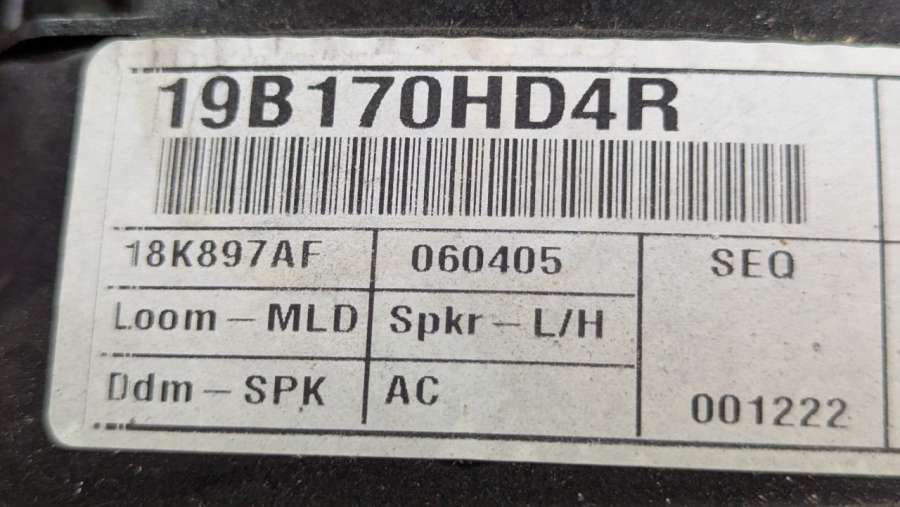 19B170HD4R
18K897AF 060405 SEQ
Loom - MLD Spkr - L/H
Ddm - SPK AC 001222